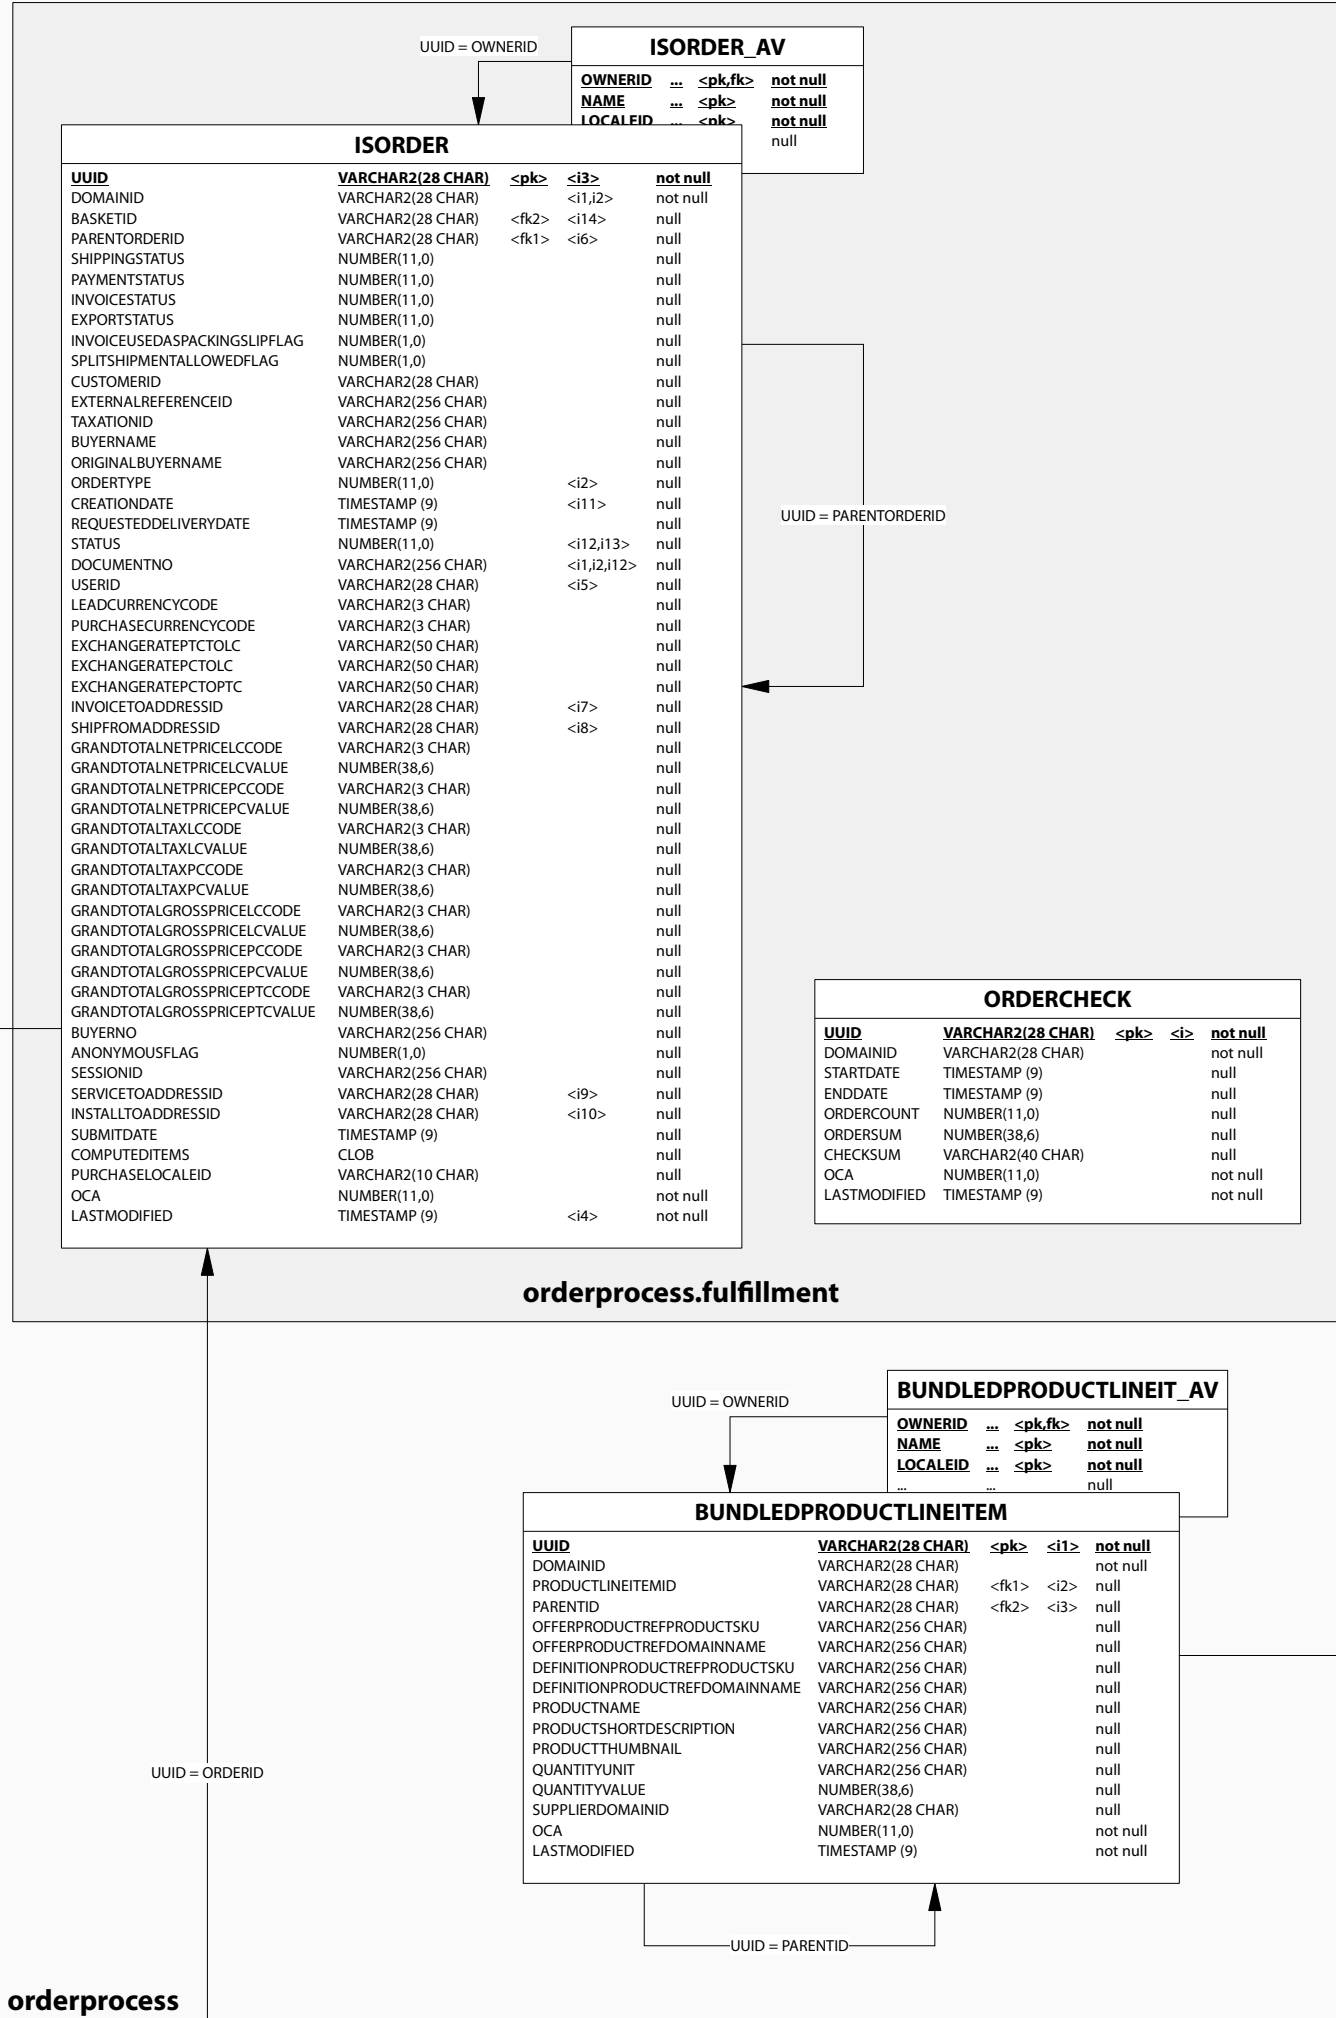 UUID = OWNERID
ISORDER_AV
OWNERID ... <pk,fk> not null
NAME ... <pk> not null
LOCALEID ... <pk> not null
null
ISORDER
UUID VARCHAR2(28 CHAR) <pk> <i3> not null
DOMAINID VARCHAR2(28 CHAR) <i1,i2> not null
BASKETID VARCHAR2(28 CHAR) <fk2> <i14> null
PARENTORDERID VARCHAR2(28 CHAR) <fk1> <i6> null
SHIPPINGSTATUS NUMBER(11,0) null
PAYMENTSTATUS NUMBER(11,0) null
INVOICESTATUS NUMBER(11,0) null
EXPORTSTATUS NUMBER(11,0) null
INVOICEUSEDASPACKINGSLIPFLAG NUMBER(1,0) null
SPLITSHIPMENTALLOWEDFLAG NUMBER(1,0) null
CUSTOMERID VARCHAR2(28 CHAR) null
EXTERNALREFERENCEID VARCHAR2(256 CHAR) null
TAXATIONID VARCHAR2(256 CHAR) null
BUYERNAME VARCHAR2(256 CHAR) null
ORIGINALBUYERNAME VARCHAR2(256 CHAR) null
ORDERTYPE NUMBER(11,0) <i2> null
CREATIONDATE TIMESTAMP (9) <i11> null
REQUESTEDDELIVERYDATE TIMESTAMP (9) null
STATUS NUMBER(11,0) <i12,i13> null
DOCUMENTNO VARCHAR2(256 CHAR) <i1,i2,i12> null
USERID VARCHAR2(28 CHAR) <i5> null
LEADCURRENCYCODE VARCHAR2(3 CHAR) null
PURCHASECURRENCYCODE VARCHAR2(3 CHAR) null
EXCHANGERATEPTCTOLC VARCHAR2(50 CHAR) null
EXCHANGERATEPCTOLC VARCHAR2(50 CHAR) null
EXCHANGERATEPCTOPTC VARCHAR2(50 CHAR) null
INVOICETOADDRESSID VARCHAR2(28 CHAR) <i7> null
SHIPFROMADDRESSID VARCHAR2(28 CHAR) <i8> null
GRANDTOTALNETPRICELCCODE VARCHAR2(3 CHAR) null
GRANDTOTALNETPRICELCVALUE NUMBER(38,6) null
GRANDTOTALNETPRICEPCCODE VARCHAR2(3 CHAR) null
GRANDTOTALNETPRICEPCVALUE NUMBER(38,6) null
GRANDTOTALTAXLCCODE VARCHAR2(3 CHAR) null
GRANDTOTALTAXLCVALUE NUMBER(38,6) null
GRANDTOTALTAXPCCODE VARCHAR2(3 CHAR) null
GRANDTOTALTAXPCVALUE NUMBER(38,6) null
GRANDTOTALGROSSPRICELCCODE VARCHAR2(3 CHAR) null
GRANDTOTALGROSSPRICELCVALUE NUMBER(38,6) null
GRANDTOTALGROSSPRICEPCCODE VARCHAR2(3 CHAR) null
GRANDTOTALGROSSPRICEPCVALUE NUMBER(38,6) null
GRANDTOTALGROSSPRICEPTCCODE VARCHAR2(3 CHAR) null
GRANDTOTALGROSSPRICEPTCVALUE NUMBER(38,6) null
BUYERNO VARCHAR2(256 CHAR) null
ANONYMOUSFLAG NUMBER(1,0) null
SESSIONID VARCHAR2(256 CHAR) null
SERVICETOADDRESSID VARCHAR2(28 CHAR) <i9> null
INSTALLTOADDRESSID VARCHAR2(28 CHAR) <i10> null
SUBMITDATE TIMESTAMP (9) null
COMPUTEDITEMS CLOB null
PURCHASELOCALEID VARCHAR2(10 CHAR) null
OCA NUMBER(11,0) not null
LASTMODIFIED TIMESTAMP (9) <i4> not null
UUID = PARENTORDERID
ORDERCHECK
UUID VARCHAR2(28 CHAR) <pk> <i> not null
DOMAINID VARCHAR2(28 CHAR) not null
STARTDATE TIMESTAMP (9) null
ENDDATE TIMESTAMP (9) null
ORDERCOUNT NUMBER(11,0) null
ORDERSUM NUMBER(38,6) null
CHECKSUM VARCHAR2(40 CHAR) null
OCA NUMBER(11,0) not null
LASTMODIFIED TIMESTAMP (9) not null
orderprocess.fulfillment
UUID = OWNERID
BUNDLEDPRODUCTLINEIT_AV
OWNERID ... <pk,fk> not null
NAME ... <pk> not null
LOCALEID ... <pk> not null
... ... null
BUNDLEDPRODUCTLINEITEM
UUID VARCHAR2(28 CHAR) <pk> <i1> not null
DOMAINID VARCHAR2(28 CHAR) not null
PRODUCTLINEITEMID VARCHAR2(28 CHAR) <fk1> <i2> null
PARENTID VARCHAR2(28 CHAR) <fk2> <i3> null
OFFERPRODUCTREFPRODUCTSKU VARCHAR2(256 CHAR) null
OFFERPRODUCTREFDOMAINNAME VARCHAR2(256 CHAR) null
DEFINITIONPRODUCTREFPRODUCTSKU VARCHAR2(256 CHAR) null
DEFINITIONPRODUCTREFDOMAINNAME VARCHAR2(256 CHAR) null
PRODUCTNAME VARCHAR2(256 CHAR) null
PRODUCTSHORTDESCRIPTION VARCHAR2(256 CHAR) null
PRODUCTTHUMBNAIL VARCHAR2(256 CHAR) null
QUANTITYUNIT VARCHAR2(256 CHAR) null
QUANTITYVALUE NUMBER(38,6) null
SUPPLIERDOMAINID VARCHAR2(28 CHAR) null
OCA NUMBER(11,0) not null
LASTMODIFIED TIMESTAMP (9) not null
UUID = ORDERID
UUID = PARENTID
orderprocess